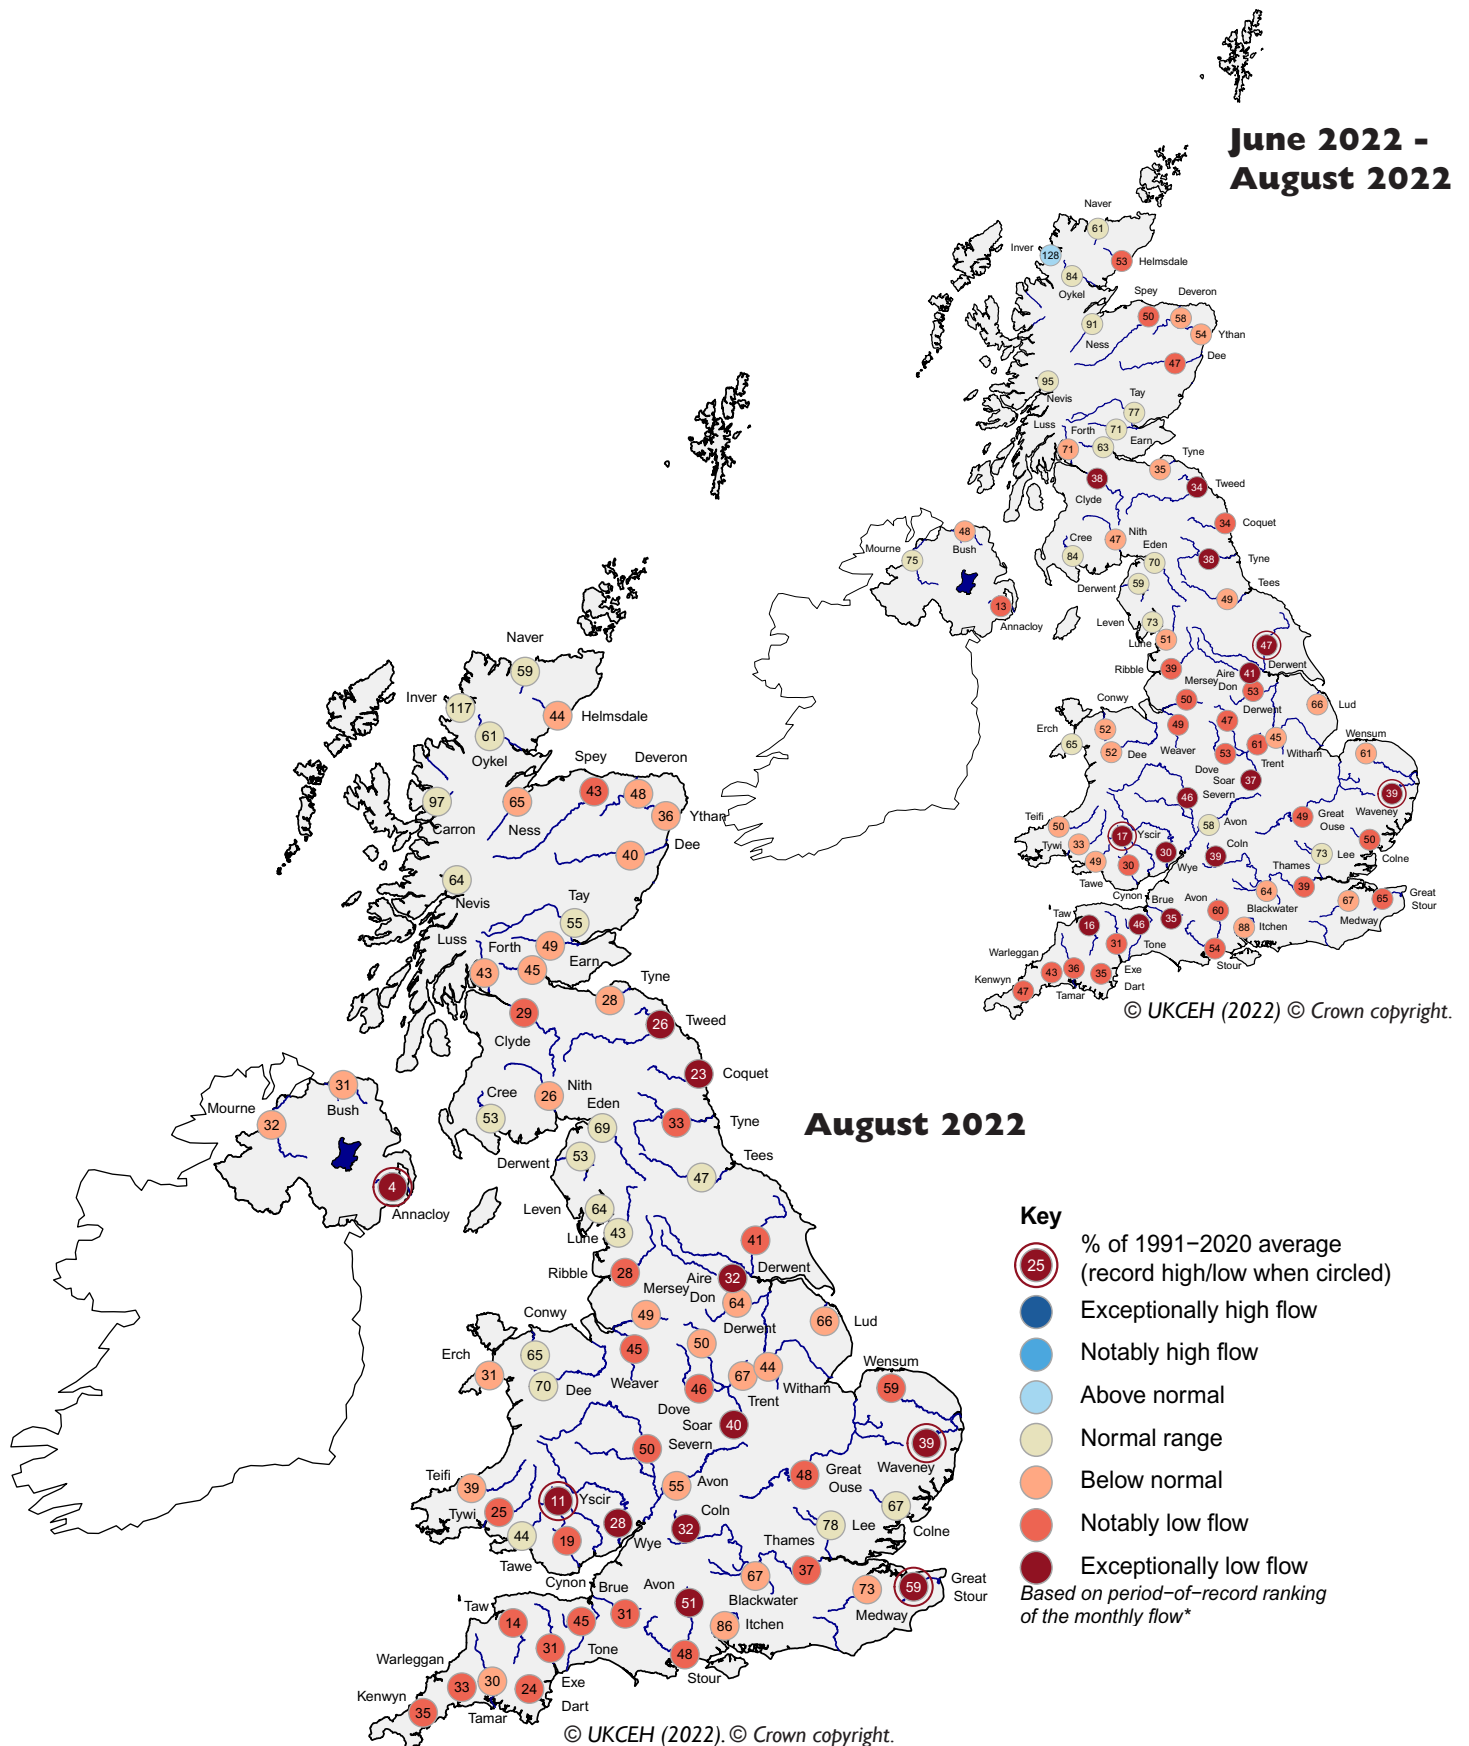 June 2022 -
August 2022
Naver
61
Inver
128
53
Helmsdale
84
Oykel
Spey
Deveron
50
58
91
54
Ythan
Ness
Dee
47
95
Nevis
Tay
77
Luss
Forth
71
Earn
71
63
Tyne
35
38
34
Tweed
Clyde
34
Coquet
48
Bush
Mourne
75
Cree
47
Nith
Eden
84
70
38
Tyne
Derwent
59
Tees
49
13
Annacloy
Leven
73
Lune
51
47
Derwent
Ribble
39
Aire
41
Mersey
Don
53
50
Conwy
66
Lud
Derwent
47
Erch
52
49
45
Wensum
65
52
Dee
Weaver
53
61
Witham
61
Dove
Trent
Soar
37
46
Severn
39
Waveney
Teifi
50
58
Avon
49
Great
Ouse
17
Yscir
Tywi
33
30
Coln
39
50
Colne
73
Lee
49
30
Wye
Thames
Tawe
Cynon
64
39
67
65
Great
Stour
Brue
Avon
Blackwater
Medway
Taw
16
46
35
60
88
Itchen
31
Tone
54
Stour
Warleggan
43
36
35
Exe
Kenwyn
47
Dart
Tamar
© UKCEH (2022) © Crown copyright.
August 2022
Naver
59
Inver
117
44
Helmsdale
61
Oykel
Spey
Deveron
97
65
43
48
Carron
Ness
36
Ythan
40
Dee
64
Nevis
Tay
55
Luss
Forth
49
Earn
43
45
Tyne
28
29
26
Tweed
Clyde
23
Coquet
31
Bush
Mourne
32
Cree
26
Nith
Eden
53
69
33
Tyne
Derwent
53
Tees
47
4
Annacloy
Leven
64
Lune
43
41
Derwent
Ribble
28
Aire
32
Mersey
Don
64
49
Conwy
66
Lud
Derwent
50
Erch
65
45
44
Wensum
31
70
Dee
Weaver
46
67
Witham
59
Dove
Trent
Soar
40
50
Severn
39
Waveney
Teifi
39
55
Avon
48
Great
Ouse
11
Yscir
Tywi
25
28
Coln
32
67
Colne
78
Lee
44
19
Wye
Thames
Tawe
Cynon
67
37
73
59
Great
Stour
Brue
Avon
Blackwater
Medway
Taw
14
45
31
51
86
Itchen
31
Tone
48
Stour
Warleggan
33
30
24
Exe
Kenwyn
35
Dart
Tamar
© UKCEH (2022). © Crown copyright.
Key
25
% of 1991−2020 average
(record high/low when circled)
Exceptionally high flow
Notably high flow
Above normal
Normal range
Below normal
Notably low flow
Exceptionally low flow
Based on period−of−record ranking
of the monthly flow*